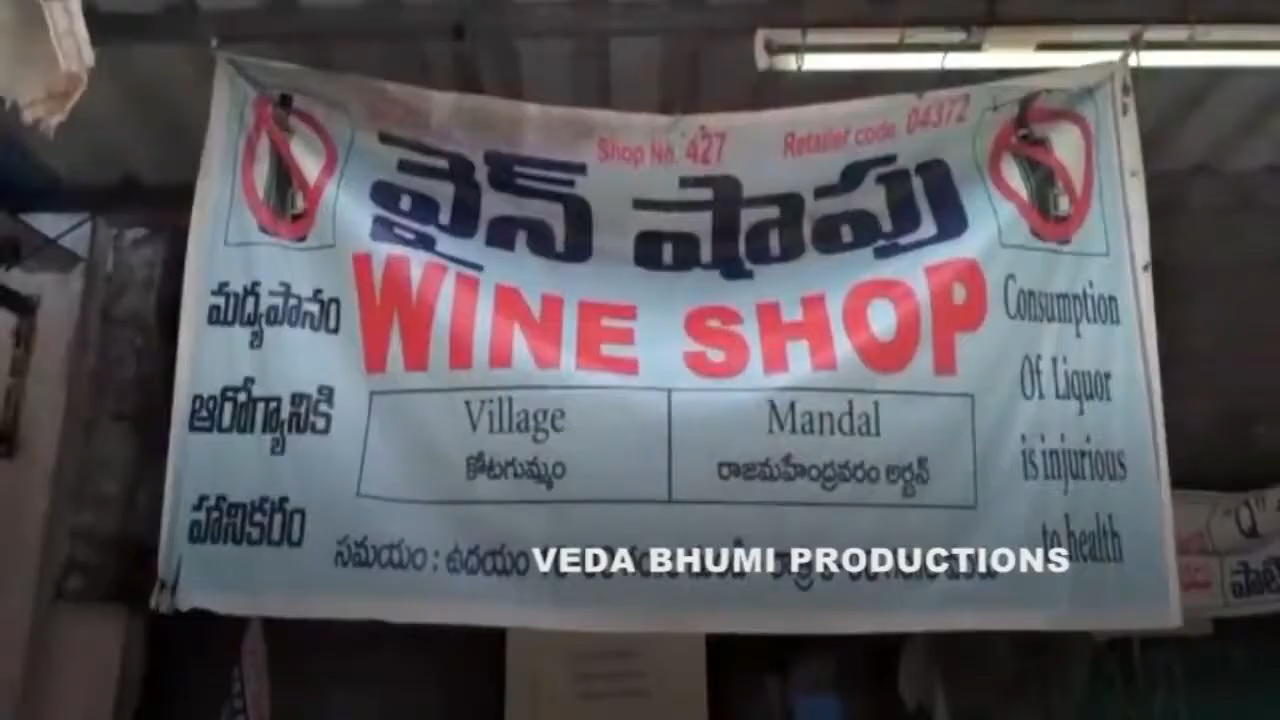 Shop No. 427 Retailer code 04372
వైన్ షాపు
WINE SHOP
మద్యపానం
ఆరోగ్యానికి
హానికరం
Village
కోటగుమ్మం
Mandal
రాజమహేంద్రవరం అర్బన్
Consumption
Of Liquor
is injurious
to health
సమయం : ఉదయం
VEDA BHUMI PRODUCTIONS
"Q"